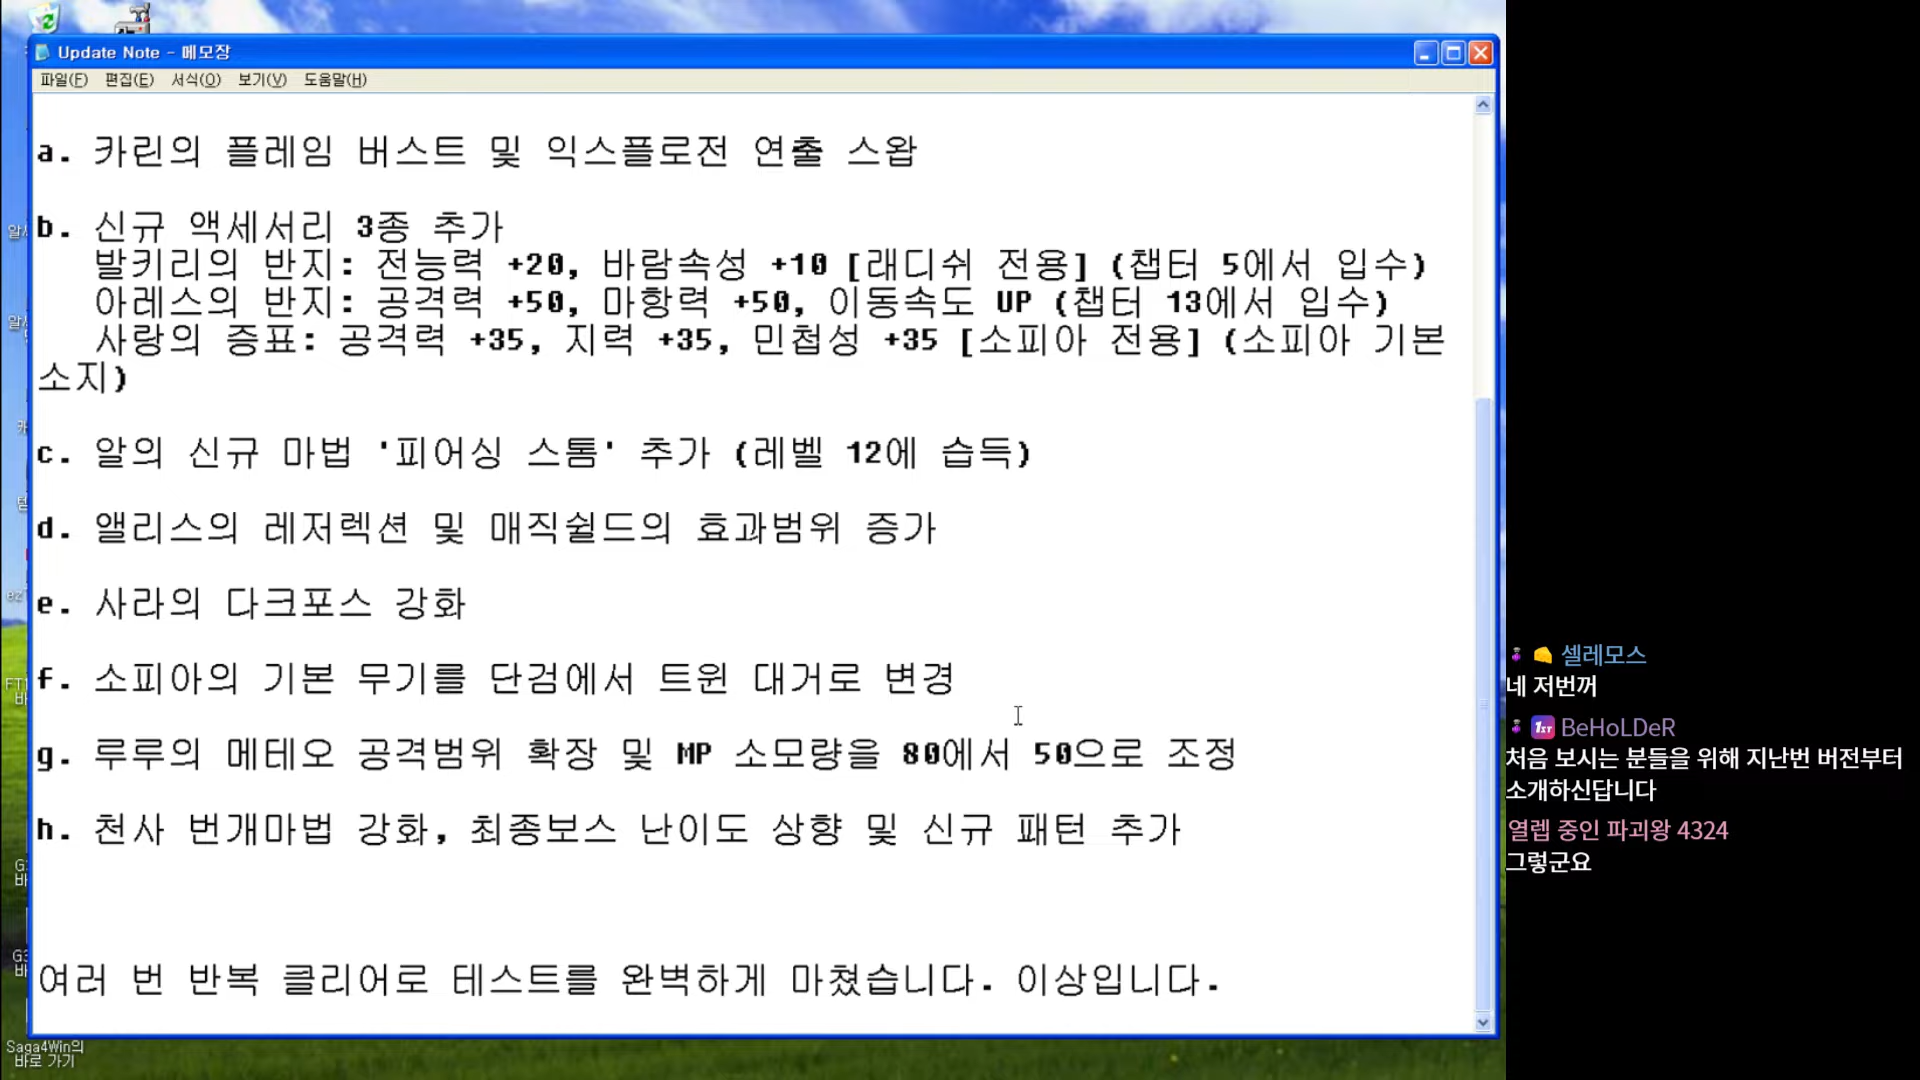 Update Note - 메모장
파일(F) 편집(E) 서식(O) 보기(V) 도움말(H)
a. 카린의 플레임 버스트 및 익스플로전 연출 스왑
b. 신규 액세서리 3종 추가
발키리의 반지: 전능력 +20, 바람속성 +10 [래디쉬 전용] (챕터 5에서 입수)
아레스의 반지: 공격력 +50, 마항력 +50, 이동속도 UP (챕터 13에서 입수)
사랑의 증표: 공격력 +35, 지력 +35, 민첩성 +35 [소피아 전용] (소피아 기본
소지)
c. 알의 신규 마법 '피어싱 스톰' 추가 (레벨 12에 습득)
d. 앨리스의 레저렉션 및 매직쉴드의 효과범위 증가
e. 사라의 다크포스 강화
f. 소피아의 기본 무기를 단검에서 트윈 대거로 변경
g. 루루의 메테오 공격범위 확장 및 MP 소모량을 80에서 50으로 조정
h. 천사 번개마법 강화, 최종보스 난이도 상향 및 신규 패턴 추가
여러 번 반복 클리어로 테스트를 완벽하게 마쳤습니다. 이상입니다.
Saga4Win의
바로 가기
셀레모스
네 저번꺼
1ST BeHoLDeR
처음 보시는 분들을 위해 지난번 버전부터
소개하신답니다
열렙 중인 파괴왕 4324
그렇군요